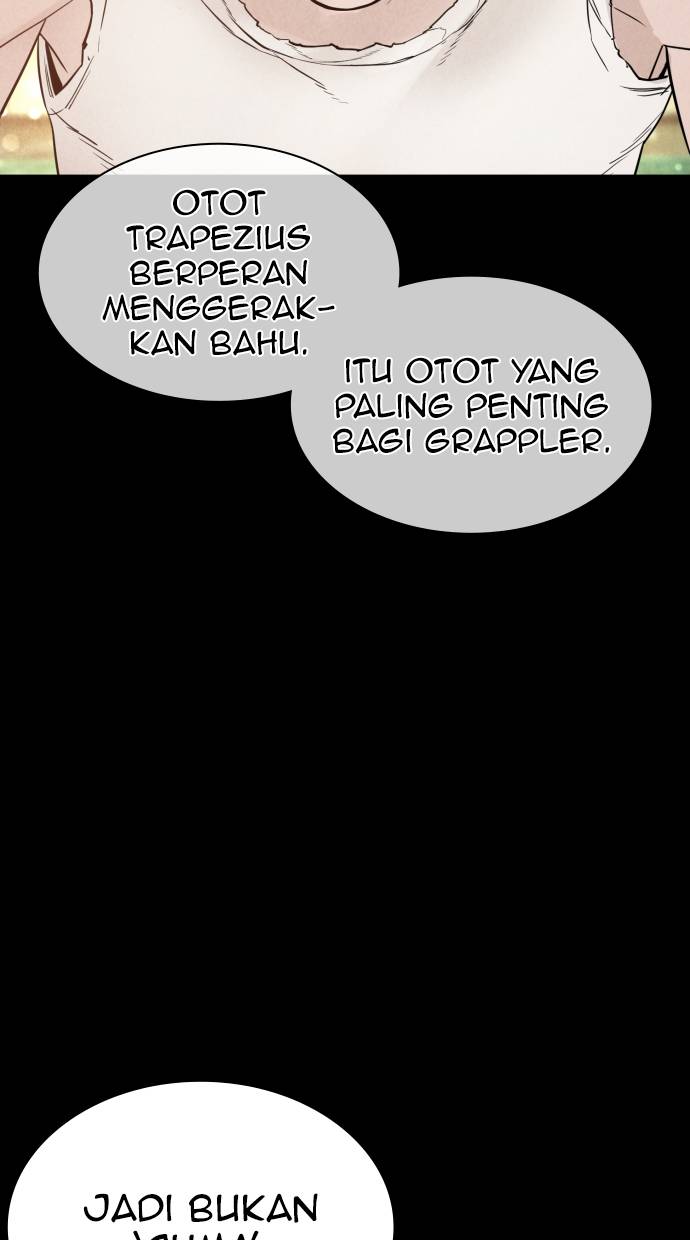 OTOT
TRAPEZIUS
BERPERAN
MENGGERAK-
KAN BAHU.
ITU OTOT YANG
PALING PENTING
BAGI GRAPPLER.
JADI BUKAN